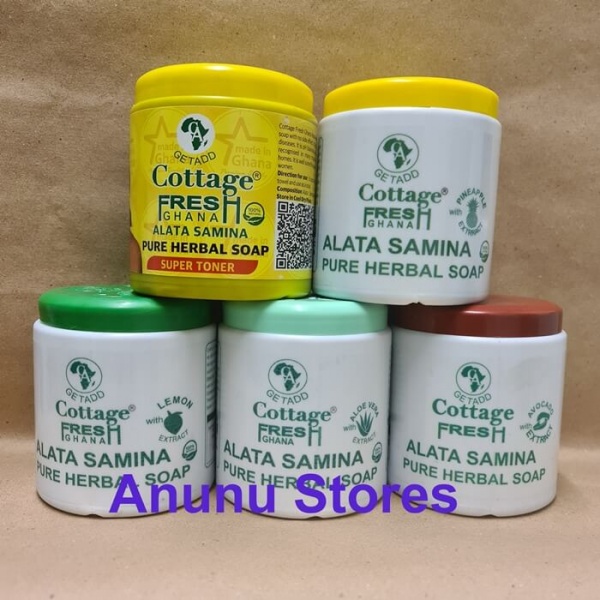 GETADD
Cottage®
FRESH
GHANA
ALATA SAMINA
PURE HERBAL SOAP
SUPER TONER
made in
Ghana
GETADD
Cottage®
FRESH
GHANA
with PINEAPPLE EXTRACT
ALATA SAMINA
PURE HERBAL SOAP
GETADD
Cottage®
FRESH
GHANA
with LEMON EXTRACT
ALATA SAMINA
PURE HERBAL SOAP
GETADD
Cottage®
FRESH
GHANA
with ALOE VERA EXTRACT
ALATA SAMINA
PURE HERBAL SOAP
GETADD
Cottage®
FRESH
GHANA
with AVOCADO EXTRACT
ALATA SAMINA
PURE HERBAL SOAP
Anunu Stores